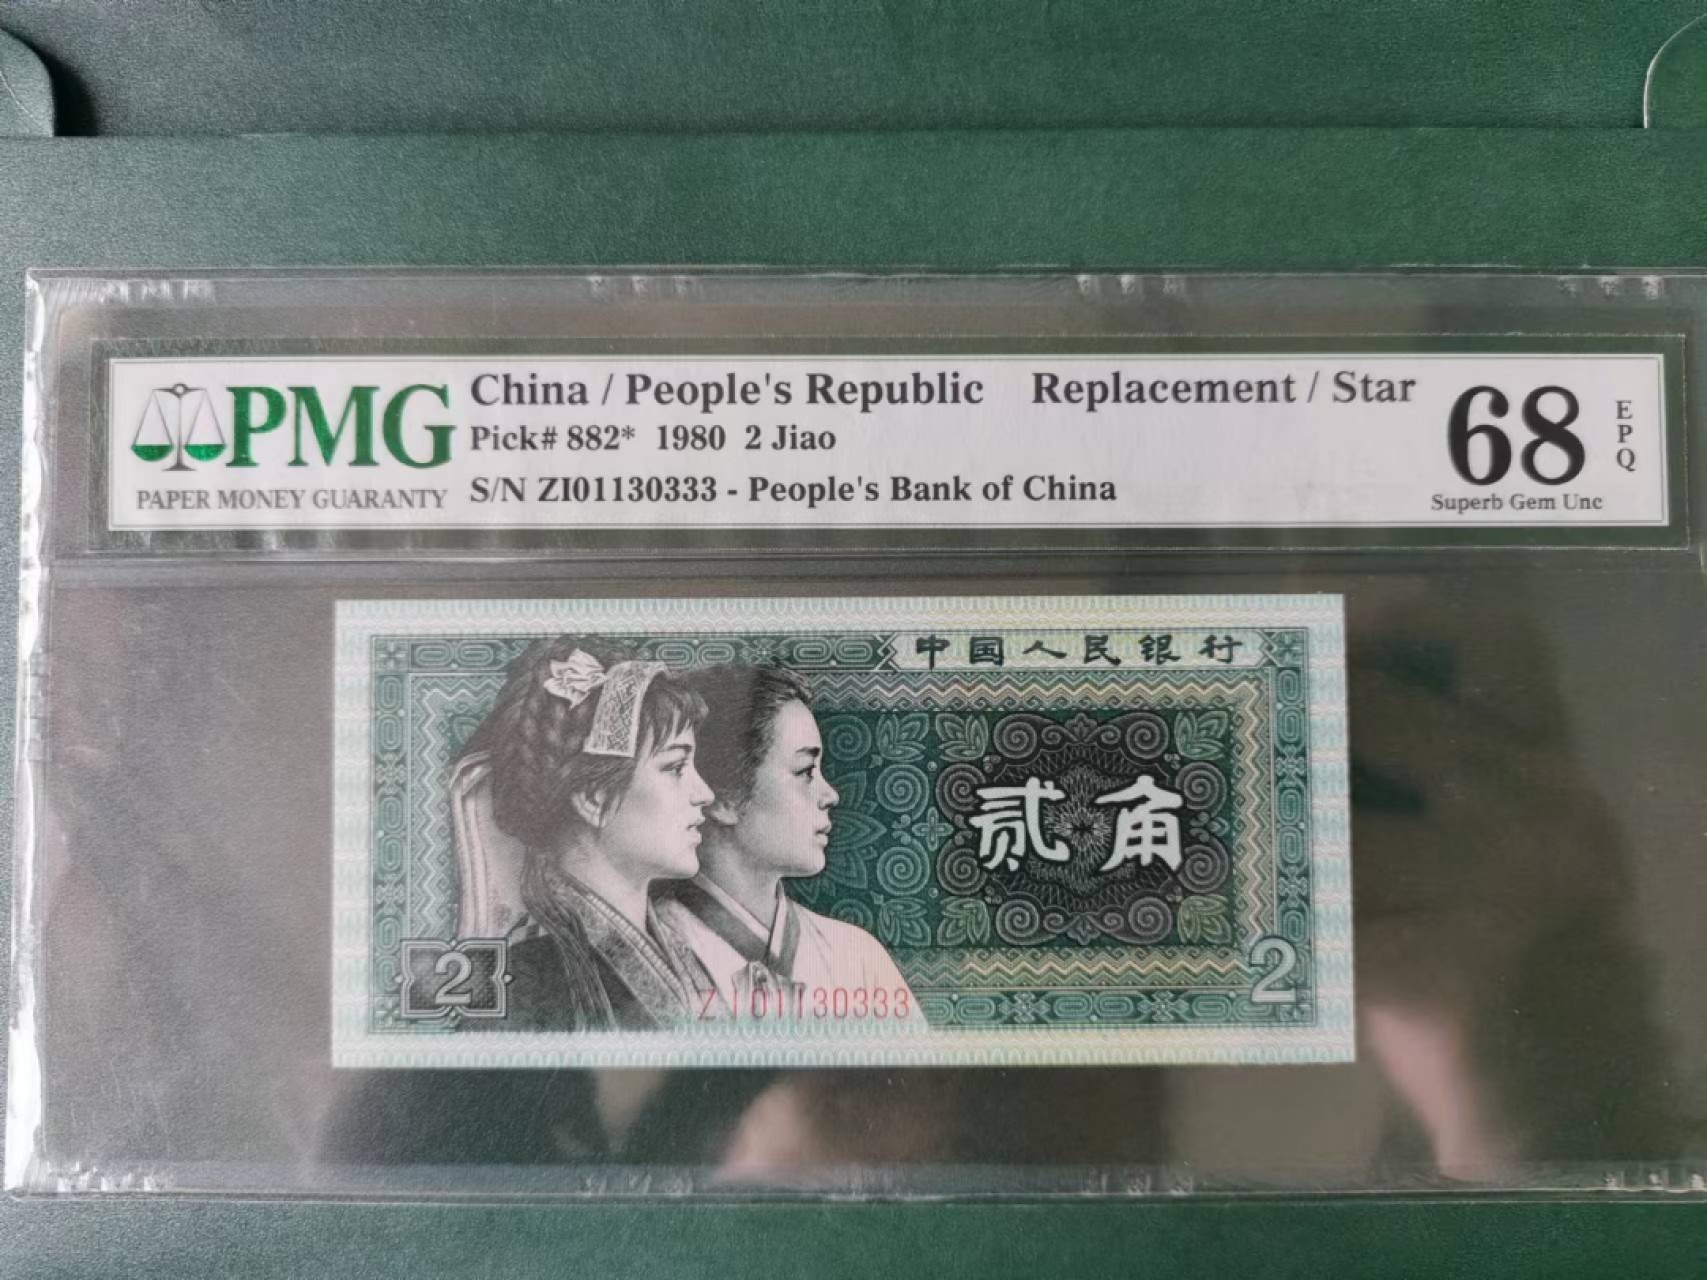 PMG
PAPER MONEY GUARANTY
China / People's Republic Replacement / Star
Pick# 882* 1980 2 Jiao
S/N ZI01130333 - People's Bank of China
68
EPQ
Superb Gem Unc
中国人民银行
贰角
2
2
ZI01130333